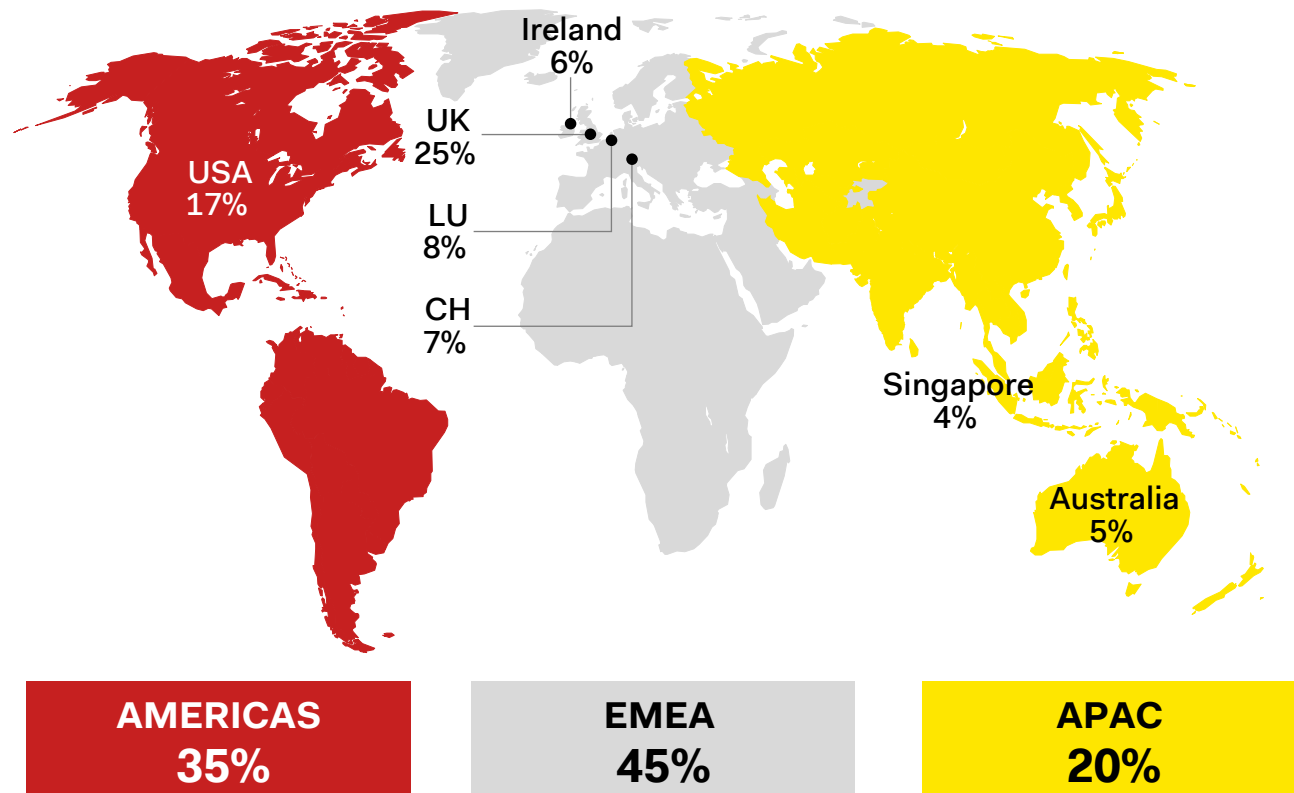 Ireland
6%
UK
25%
USA
17%
LU
8%
CH
7%
Singapore
4%
Australia
5%
AMERICAS
35%
EMEA
45%
APAC
20%